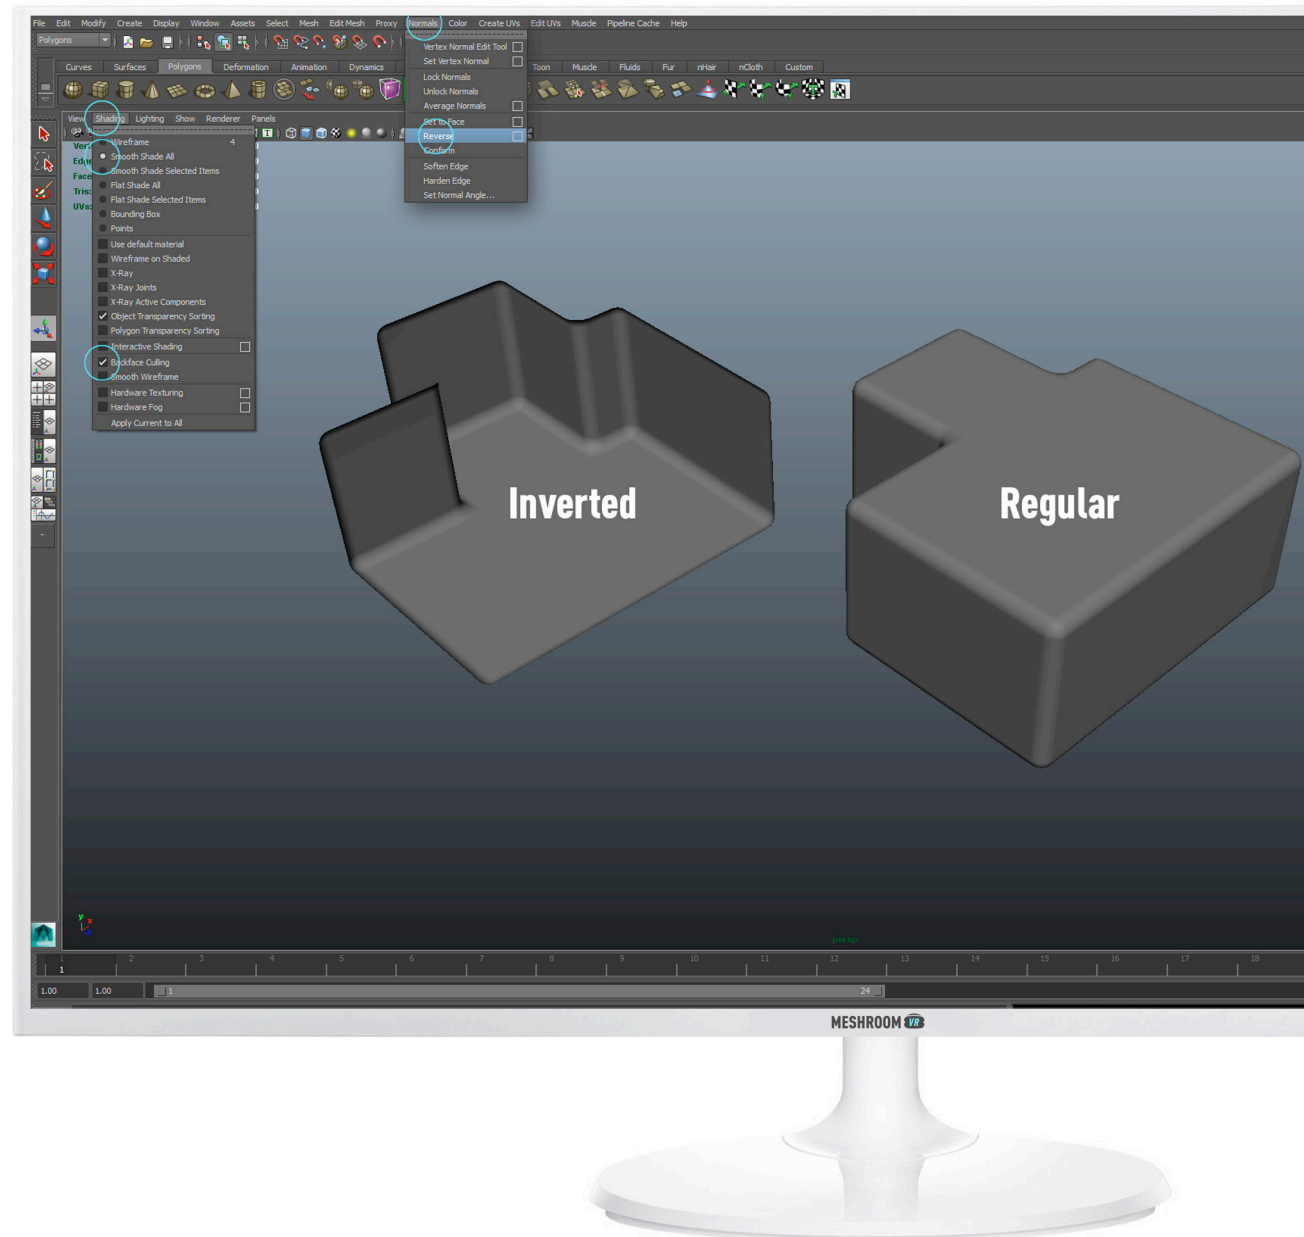 File Edit Modify Create Display Window Assets Select Mesh Edit Mesh Proxy Normals Color Create UVs Edit UVs Muscle Pipeline Cache Help
Polygons
Curves Surfaces Polygons Deformation Animation Dynamics Toon Muscle Fluids Fur nHair nCloth Custom
View Shading Lighting Show Renderer Panels
Vertex Normal Edit Tool
Set Vertex Normal
Lock Normals
Unlock Normals
Average Normals
Set to Face
Reverse
Conform
Soften Edge
Harden Edge
Set Normal Angle...
Wireframe 4
Smooth Shade All
Smooth Shade Selected Items
Flat Shade All
Flat Shade Selected Items
Bounding Box
Points
Use default material
Wireframe on Shaded
X-Ray
X-Ray Joints
X-Ray Active Components
Object Transparency Sorting
Polygon Transparency Sorting
Interactive Shading
Backface Culling
Smooth Wireframe
Hardware Texturing
Hardware Fog
Apply Current to All
Tris:
UVs:
Inverted
Regular
y x
persp
1 2 3 4 5 6 7 8 9 10 11 12 13 14 15 16 17 18
1
1.00 1.00 1 24
MESHROOM VR